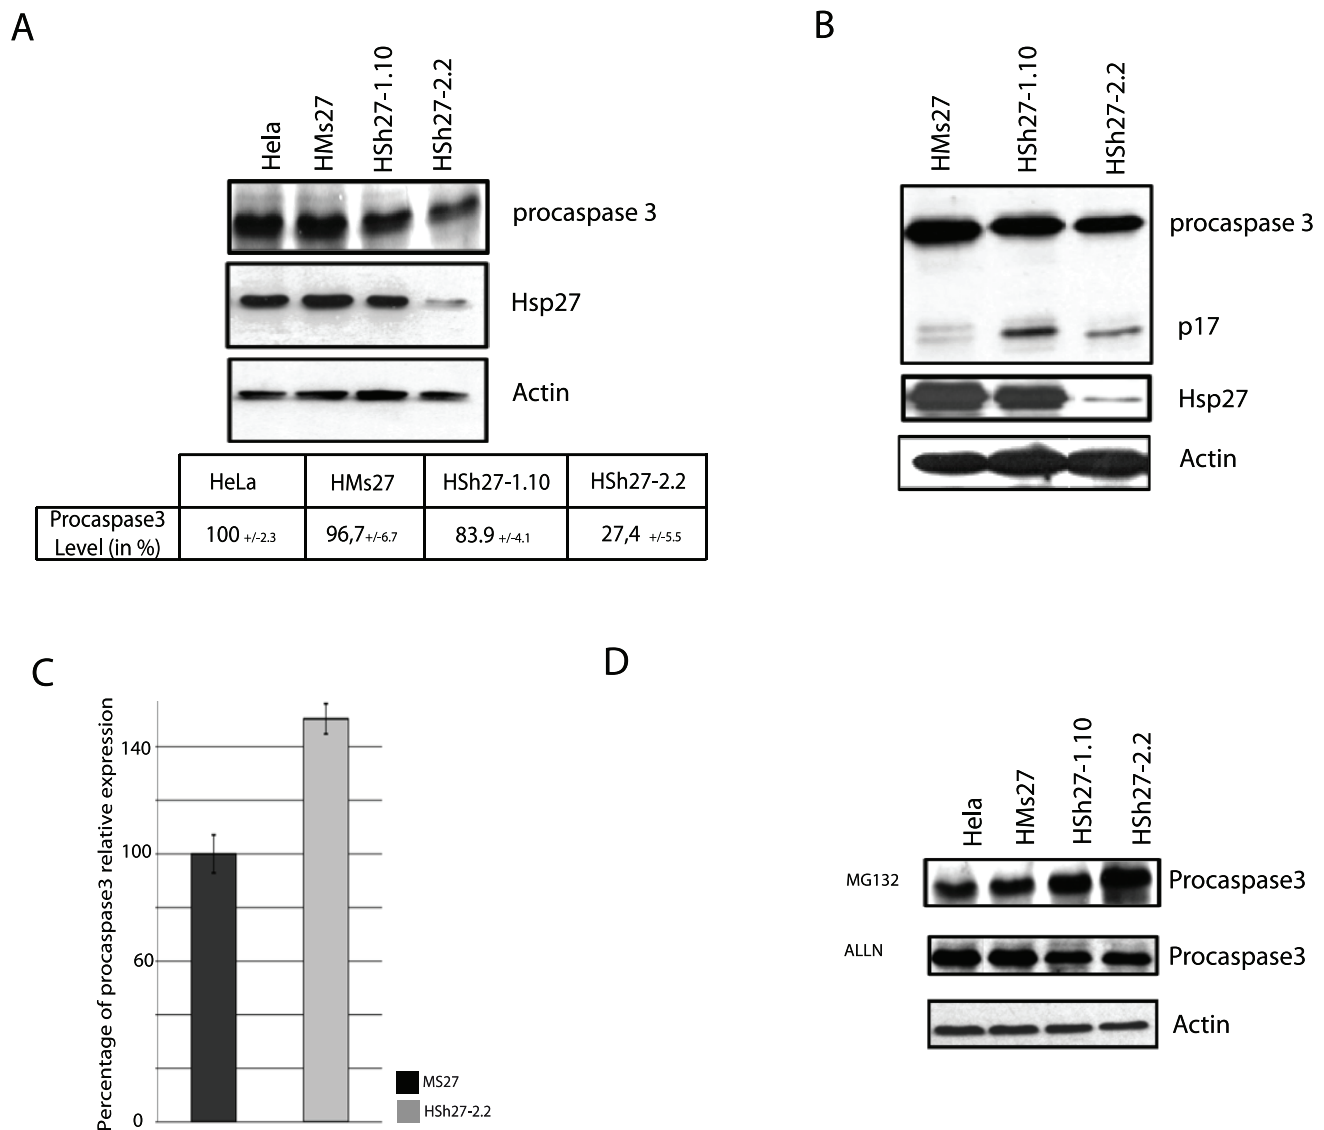 A
Hela
HMs27
HSh27-1.10
HSh27-2.2
procaspase 3
Hsp27
Actin
HeLa HMs27 HSh27-1.10 HSh27-2.2
Procaspase3 Level (in %) 100 +/-2.3 96,7 +/-6.7 83.9 +/-4.1 27,4 +/-5.5
B
HMs27
HSh27-1.10
HSh27-2.2
procaspase 3
p17
Hsp27
Actin
C
Percentage of procaspase3 relative expression
140
100
60
0
MS27
HSh27-2.2
D
Hela
HMs27
HSh27-1.10
HSh27-2.2
MG132 Procaspase3
ALLN Procaspase3
Actin